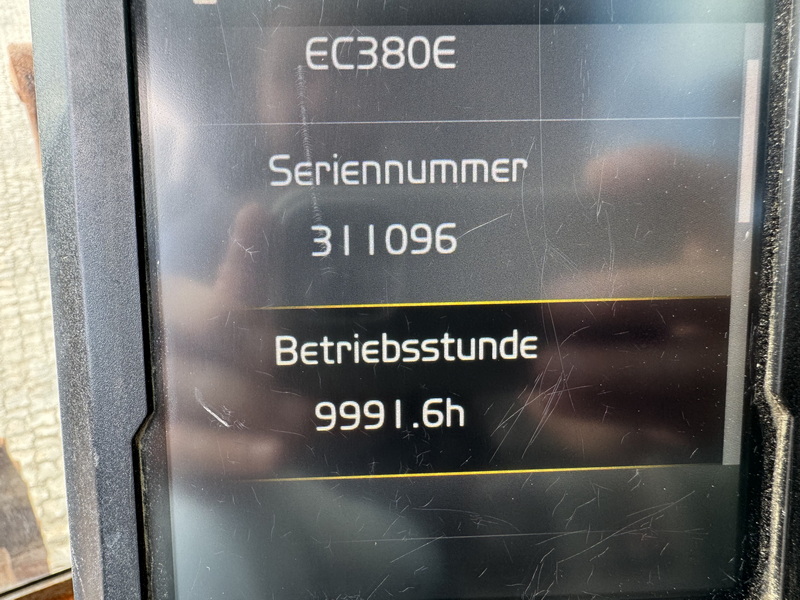 EC380E
Seriennummer
311096
Betriebsstunde
9991.6h